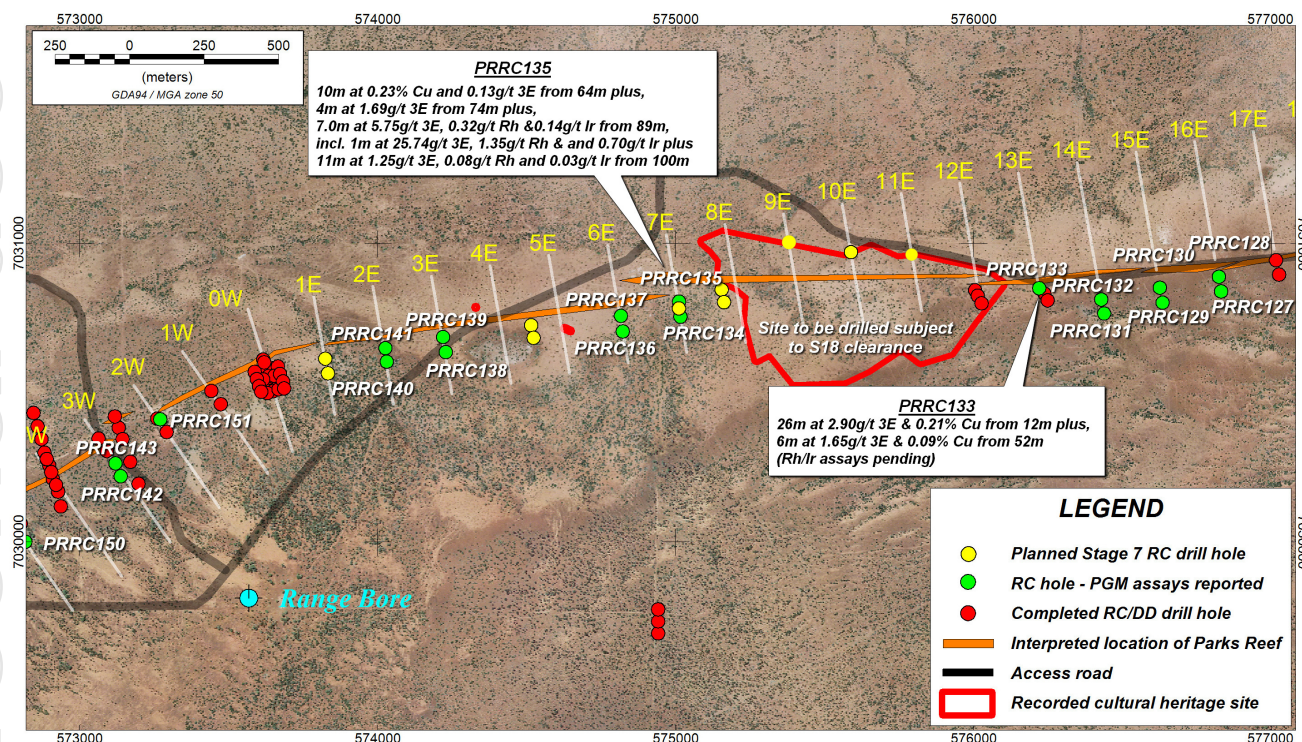 573000
574000
575000
576000
577000
250 0 250 500
(meters)
GDA94 / MGA zone 50
PRRC135
10m at 0.23% Cu and 0.13g/t 3E from 64m plus,
4m at 1.69g/t 3E from 74m plus,
7.0m at 5.75g/t 3E, 0.32g/t Rh &0.14g/t Ir from 89m,
incl. 1m at 25.74g/t 3E, 1.35g/t Rh & and 0.70g/t Ir plus
11m at 1.25g/t 3E, 0.08g/t Rh and 0.03g/t Ir from 100m
17E
16E
15E
14E
13E
12E
11E
10E
9E
8E
7E
6E
5E
4E
3E
2E
1E
0W
1W
2W
3W
W
7031000
7031000
PRRC128
PRRC130
PRRC133
PRRC135
PRRC132
PRRC137
PRRC127
PRRC129
PRRC139
PRRC131
PRRC134
PRRC141
Site to be drilled subject
to S18 clearance
PRRC136
PRRC138
PRRC140
PRRC151
PRRC143
PRRC142
PRRC150
PRRC133
26m at 2.90g/t 3E & 0.21% Cu from 12m plus,
6m at 1.65g/t 3E & 0.09% Cu from 52m
(Rh/Ir assays pending)
7030000
Range Bore
LEGEND
Planned Stage 7 RC drill hole
RC hole - PGM assays reported
Completed RC/DD drill hole
Interpreted location of Parks Reef
Access road
Recorded cultural heritage site
573000
574000
575000
576000
577000